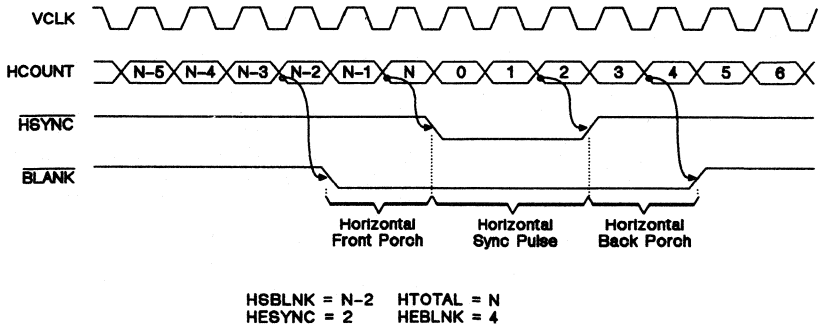 VCLK
HCOUNT N-5 N-4 N-3 N-2 N-1 N 0 1 2 3 4 5 6
HSYNC
BLANK
Horizontal Front Porch
Horizontal Sync Pulse
Horizontal Back Porch
HSBLNK = N-2 HTOTAL = N
HESYNC = 2 HEBLNK = 4